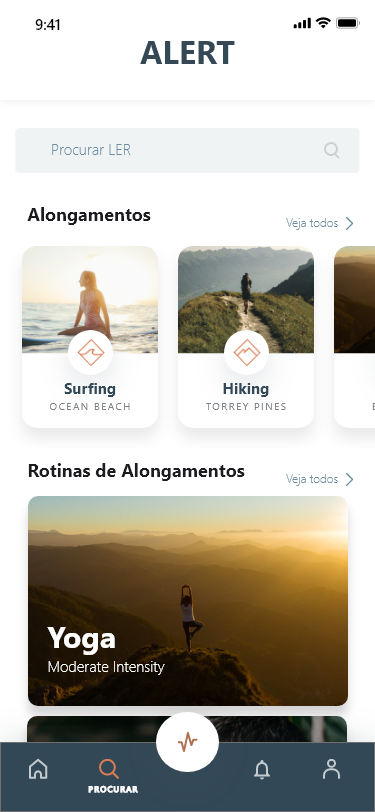 9:41
ALERT
Procurar LER
Alongamentos
Veja todos
Surfing
OCEAN BEACH
Hiking
TORREY PINES
Rotinas de Alongamentos
Veja todos
Yoga
Moderate Intensity
PROCURAR